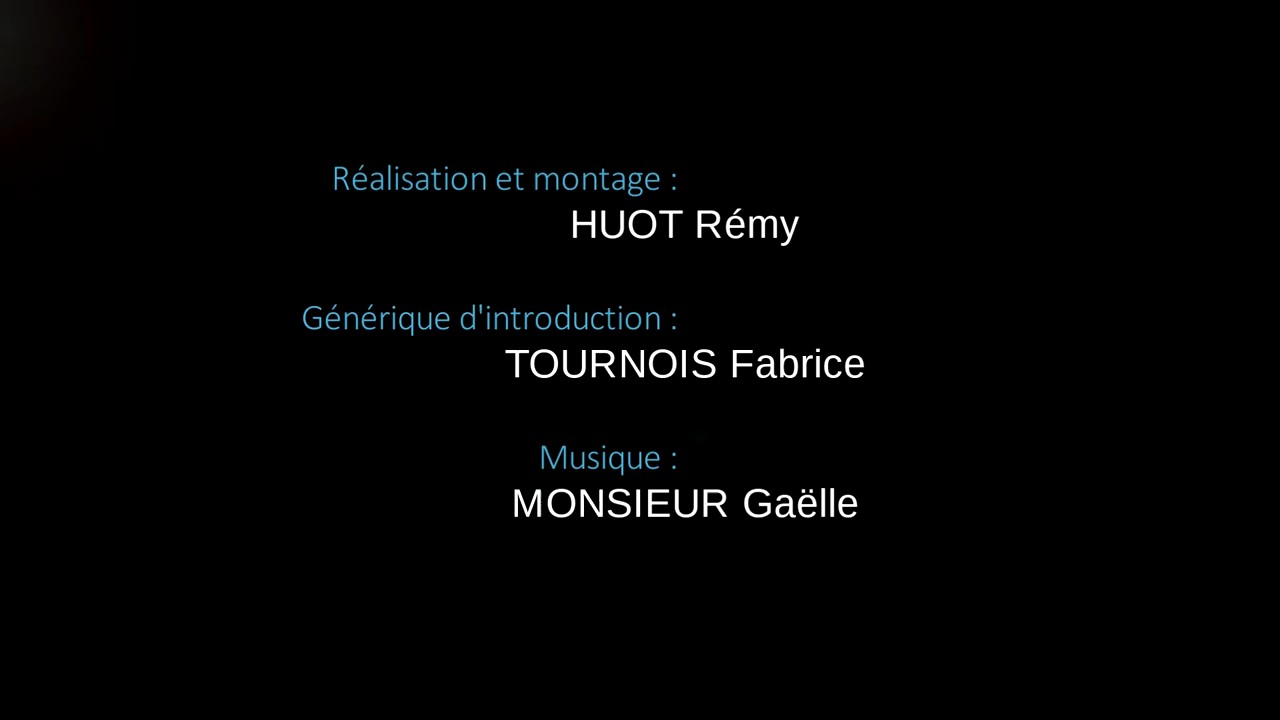 Réalisation et montage :
HUOT Rémy
Générique d'introduction :
TOURNOIS Fabrice
Musique :
MONSIEUR Gaëlle